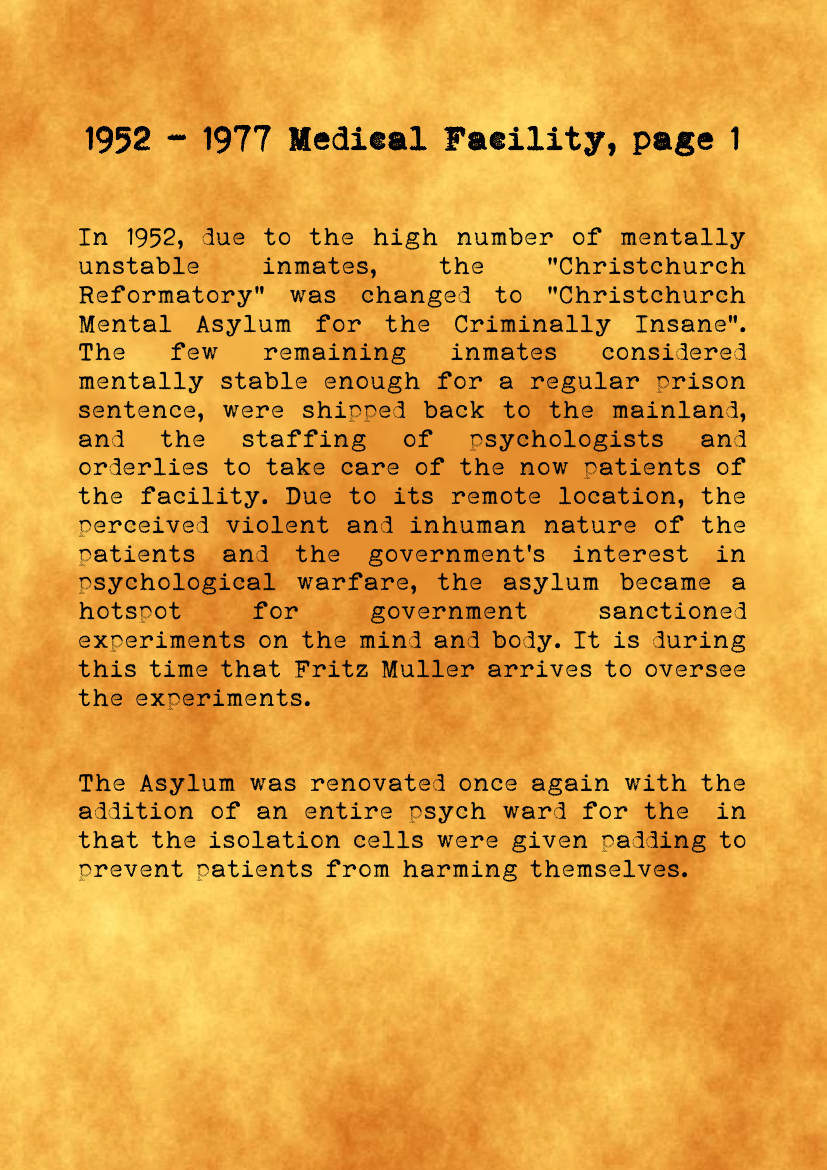 1952 - 1977 Medical Facility, page 1
In 1952, due to the high number of mentally
unstable inmates, the "Christchurch
Reformatory" was changed to "Christchurch
Mental Asylum for the Criminally Insane".
The few remaining inmates considered
mentally stable enough for a regular prison
sentence, were shipped back to the mainland,
and the staffing of psychologists and
orderlies to take care of the now patients of
the facility. Due to its remote location, the
perceived violent and inhuman nature of the
patients and the government's interest in
psychological warfare, the asylum became a
hotspot for government sanctioned
experiments on the mind and body. It is during
this time that Fritz Muller arrives to oversee
the experiments.
The Asylum was renovated once again with the
addition of an entire psych ward for the in
that the isolation cells were given padding to
prevent patients from harming themselves.